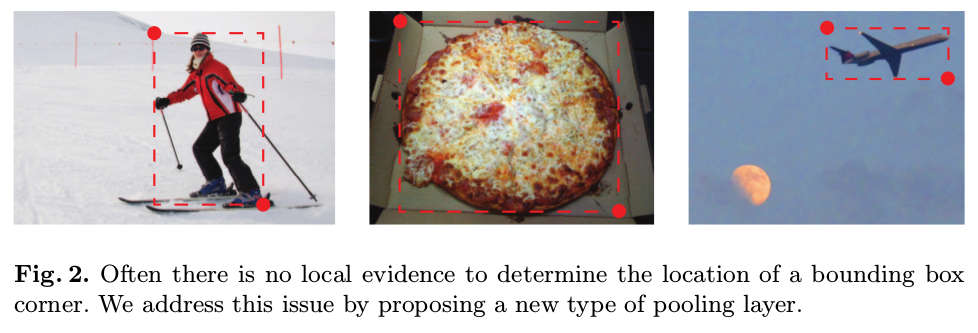 Fig. 2. Often there is no local evidence to determine the location of a bounding box
corner. We address this issue by proposing a new type of pooling layer.